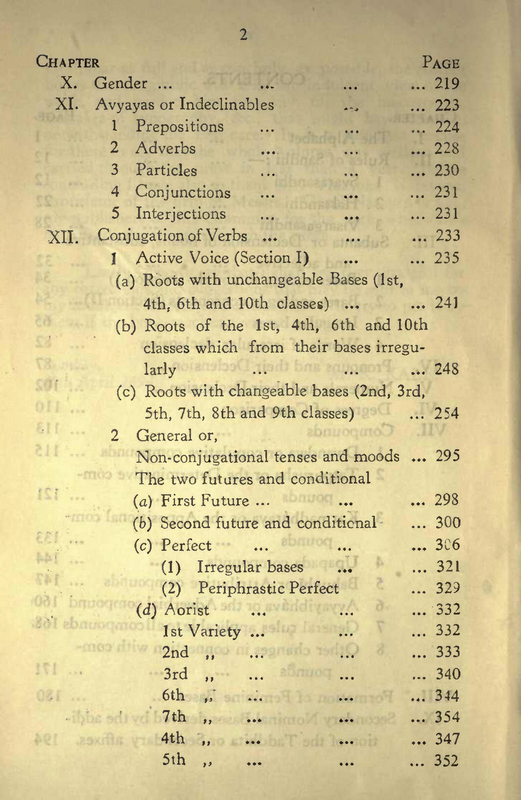 2
CHAPTER PAGE
X. Gender ... ... ... ... 219
XI. Avyayas or Indeclinables ... ... 223
1 Prepositions ... ... ... 224
2 Adverbs ... ... ... 228
3 Particles ... ... ... 230
4 Conjunctions ... ... ... 231
5 Interjections ... ... ... 231
XII. Conjugation of Verbs ... ... ... 233
1 Active Voice (Section I) ... ... 235
(a) Roots with unchangeable Bases (1st,
4th, 6th and 10th classes) ... ... 241
(b) Roots of the 1st, 4th, 6th and 10th
classes which from their bases irregu-
larly ... ... ... 248
(c) Roots with changeable bases (2nd, 3rd,
5th, 7th, 8th and 9th classes) ... 254
2 General or,
Non-conjugational tenses and moods ... 295
The two futures and conditional
(a) First Future ... ... ... 298
(b) Second future and conditional ... 300
(c) Perfect ... ... ... 306
(1) Irregular bases ... ... 321
(2) Periphrastic Perfect ... 329
(d) Aorist ... ... ... 332
1st Variety ... ... ... 332
2nd ,, ... ... ... 333
3rd ,, ... ... ... 340
6th ,, ... ... ... 344
7th ,, ... ... ... 354
4th ,, ... ... ... 347
5th ,, ... ... ... 352